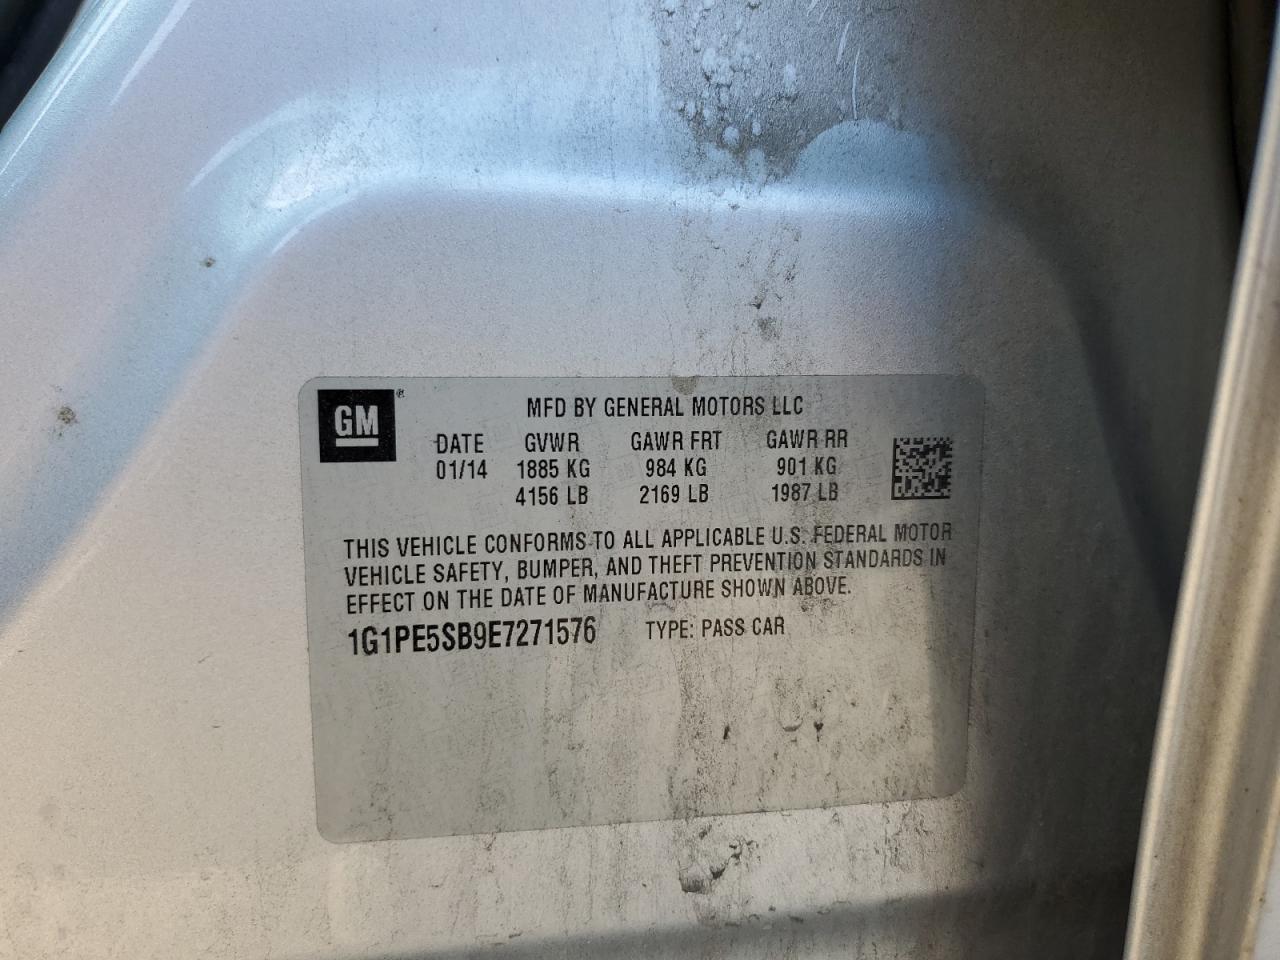 GM®
MFD BY GENERAL MOTORS LLC
DATE GVWR GAWR FRT GAWR RR
01/14 1885 KG 984 KG 901 KG
4156 LB 2169 LB 1987 LB
THIS VEHICLE CONFORMS TO ALL APPLICABLE U.S. FEDERAL MOTOR
VEHICLE SAFETY, BUMPER, AND THEFT PREVENTION STANDARDS IN
EFFECT ON THE DATE OF MANUFACTURE SHOWN ABOVE.
1G1PE5SB9E7271576 TYPE: PASS CAR